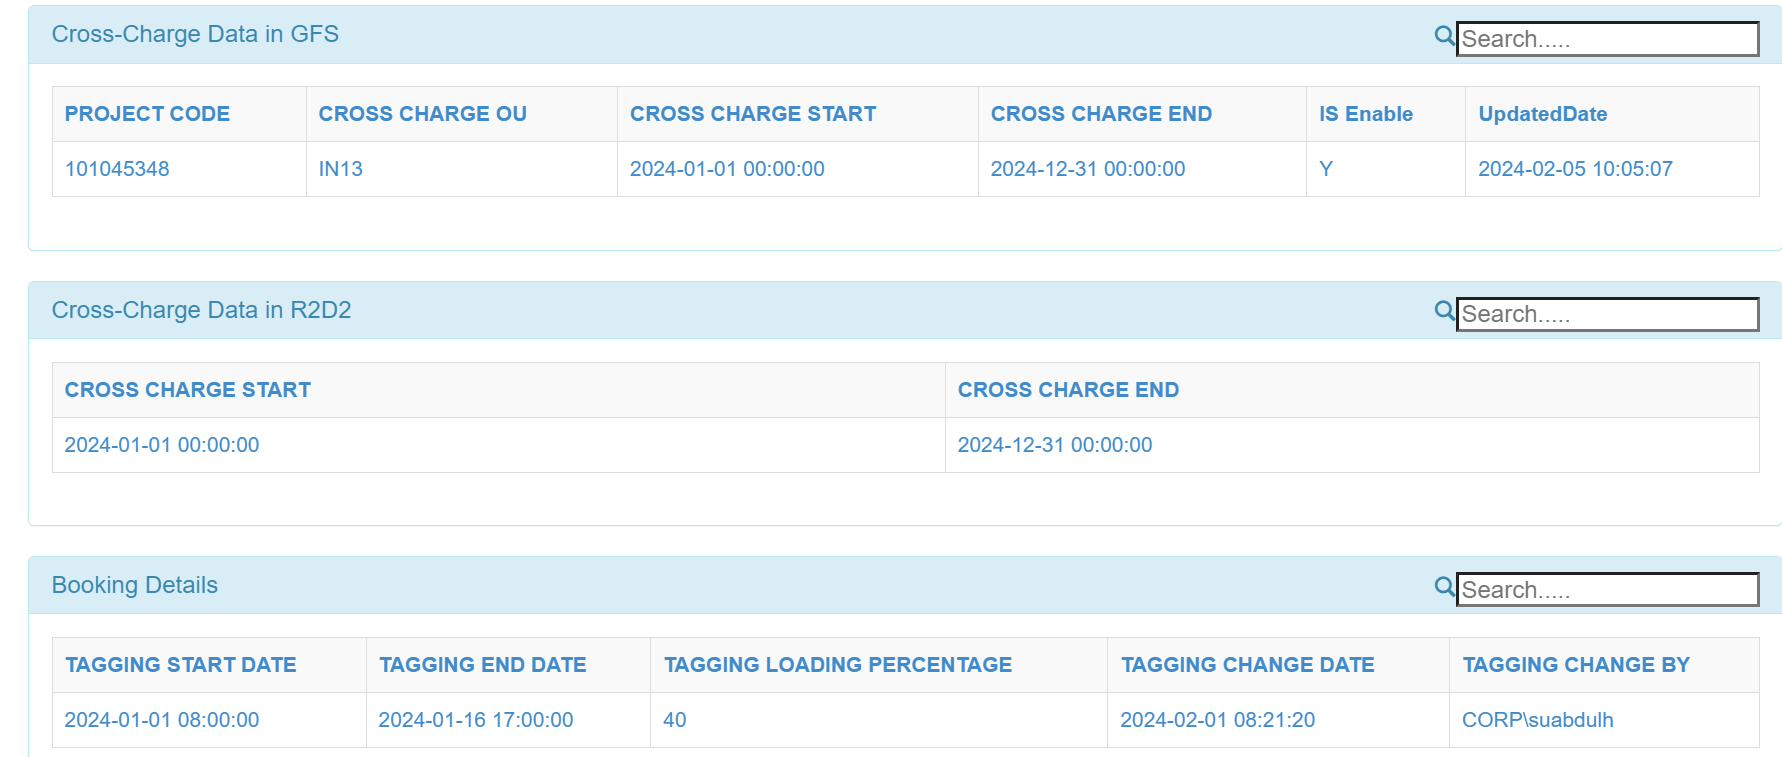 Cross-Charge Data in GFS Search.....
PROJECT CODE CROSS CHARGE OU CROSS CHARGE START CROSS CHARGE END IS Enable UpdatedDate
101045348 IN13 2024-01-01 00:00:00 2024-12-31 00:00:00 Y 2024-02-05 10:05:07
Cross-Charge Data in R2D2 Search.....
CROSS CHARGE START CROSS CHARGE END
2024-01-01 00:00:00 2024-12-31 00:00:00
Booking Details Search.....
TAGGING START DATE TAGGING END DATE TAGGING LOADING PERCENTAGE TAGGING CHANGE DATE TAGGING CHANGE BY
2024-01-01 08:00:00 2024-01-16 17:00:00 40 2024-02-01 08:21:20 CORP\suabdulh